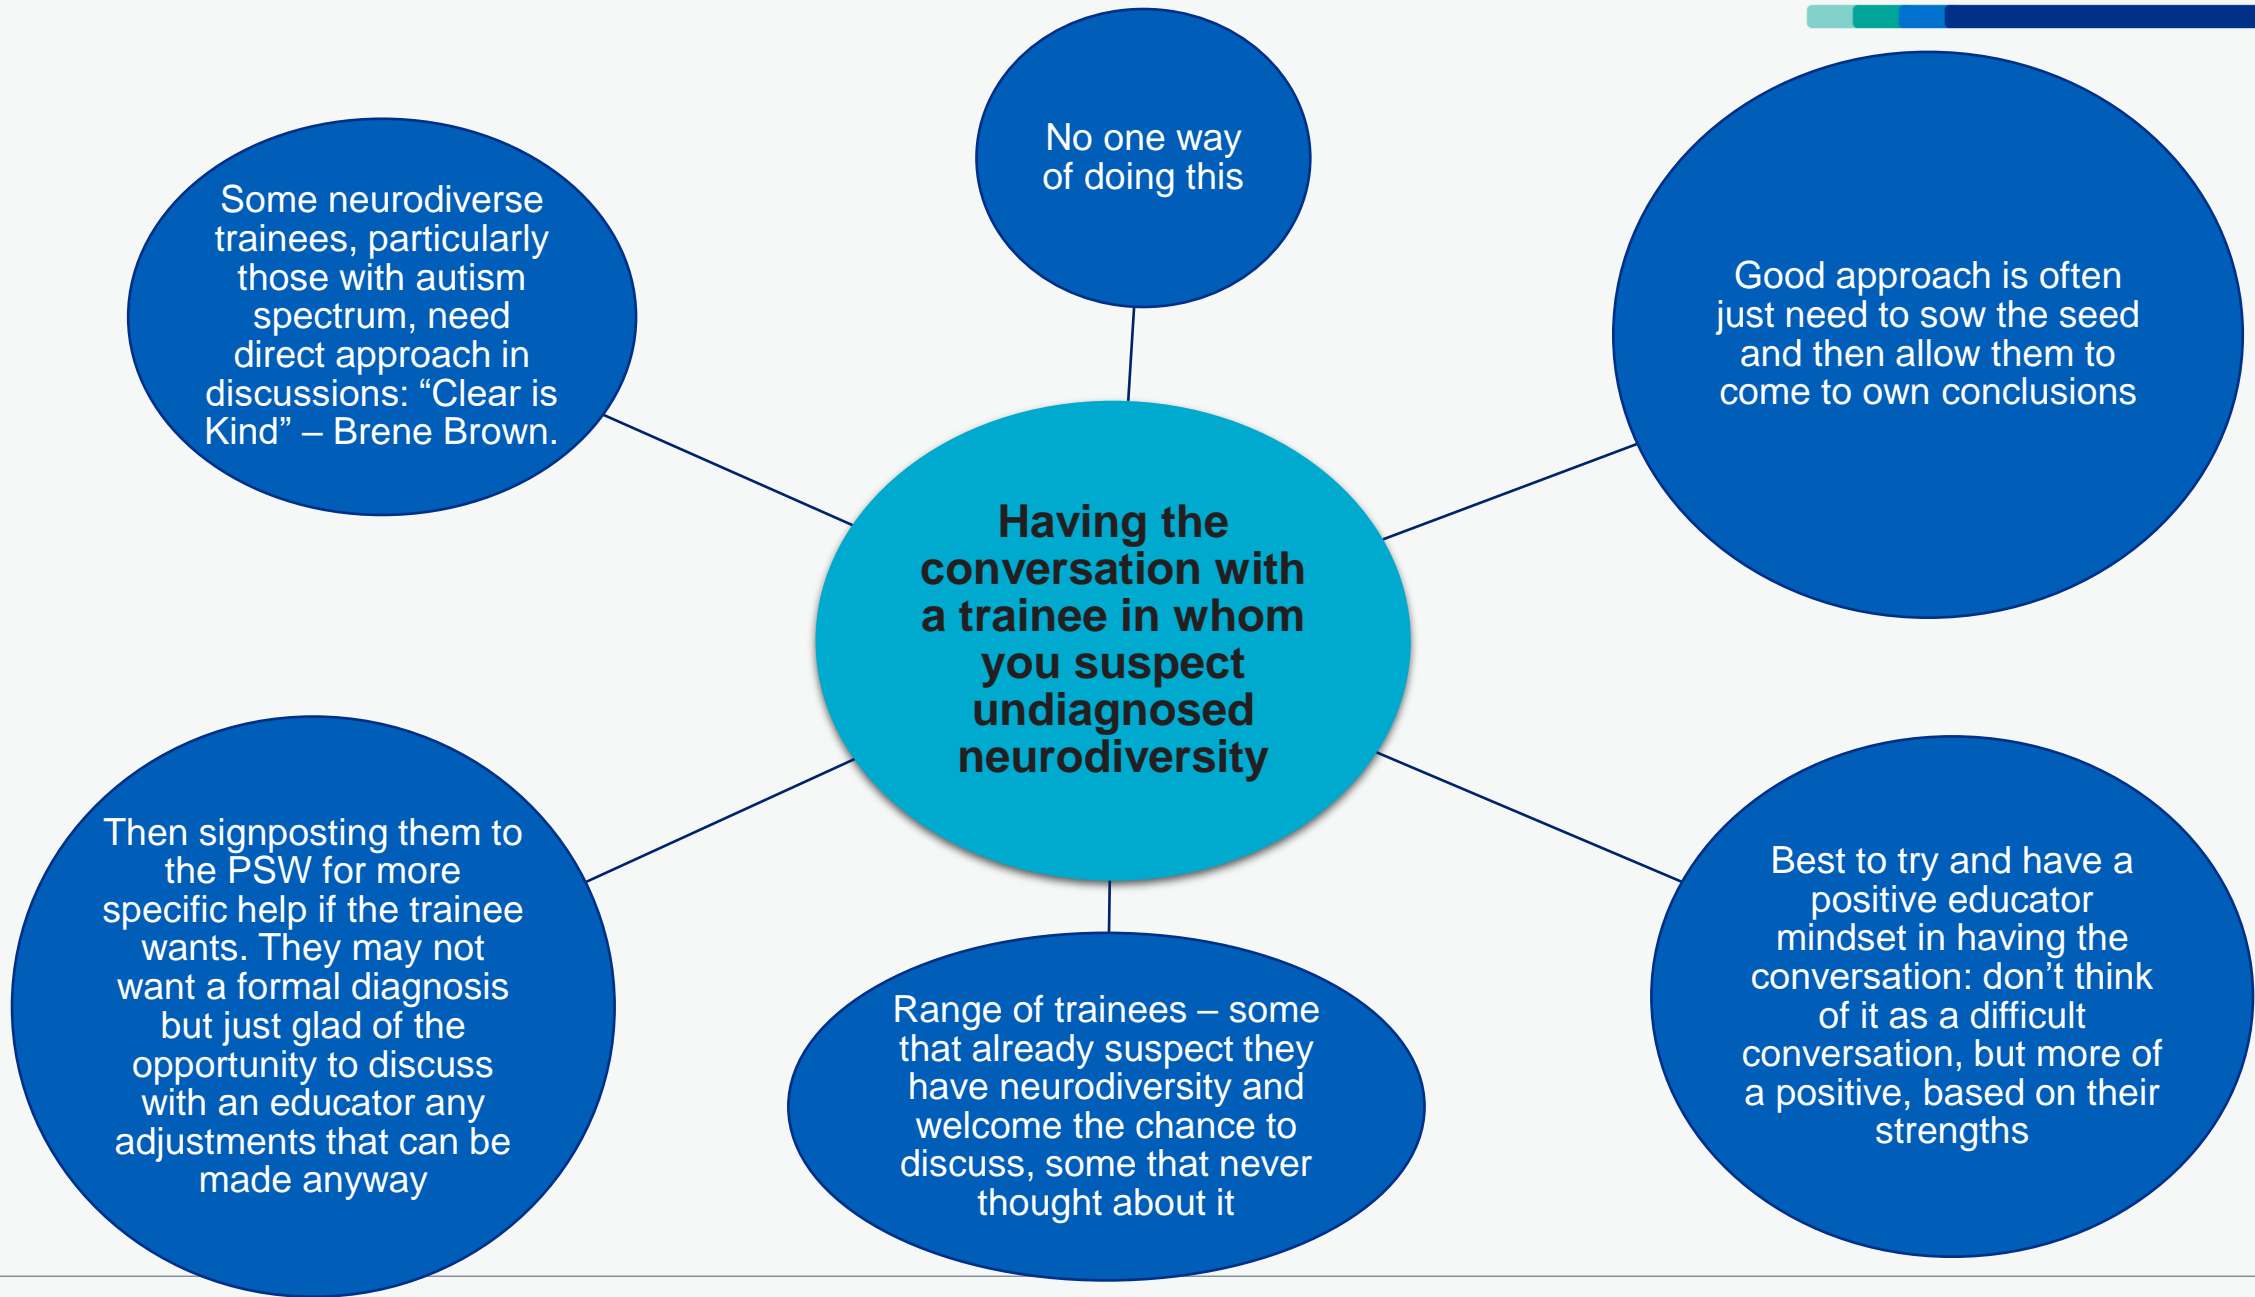 No one way
of doing this
Good approach is often
just need to sow the seed
and then allow them to
come to own conclusions
Best to try and have a
positive educator
mindset in having the
conversation: don’t think
of it as a difficult
conversation, but more of
a positive, based on their
strengths
Range of trainees – some
that already suspect they
have neurodiversity and
welcome the chance to
discuss, some that never
thought about it
Then signposting them to
the PSW for more
specific help if the trainee
wants. They may not
want a formal diagnosis
but just glad of the
opportunity to discuss
with an educator any
adjustments that can be
made anyway
Some neurodiverse
trainees, particularly
those with autism
spectrum, need
direct approach in
discussions: “Clear is
Kind” – Brene Brown.
Having the
conversation with
a trainee in whom
you suspect
undiagnosed
neurodiversity